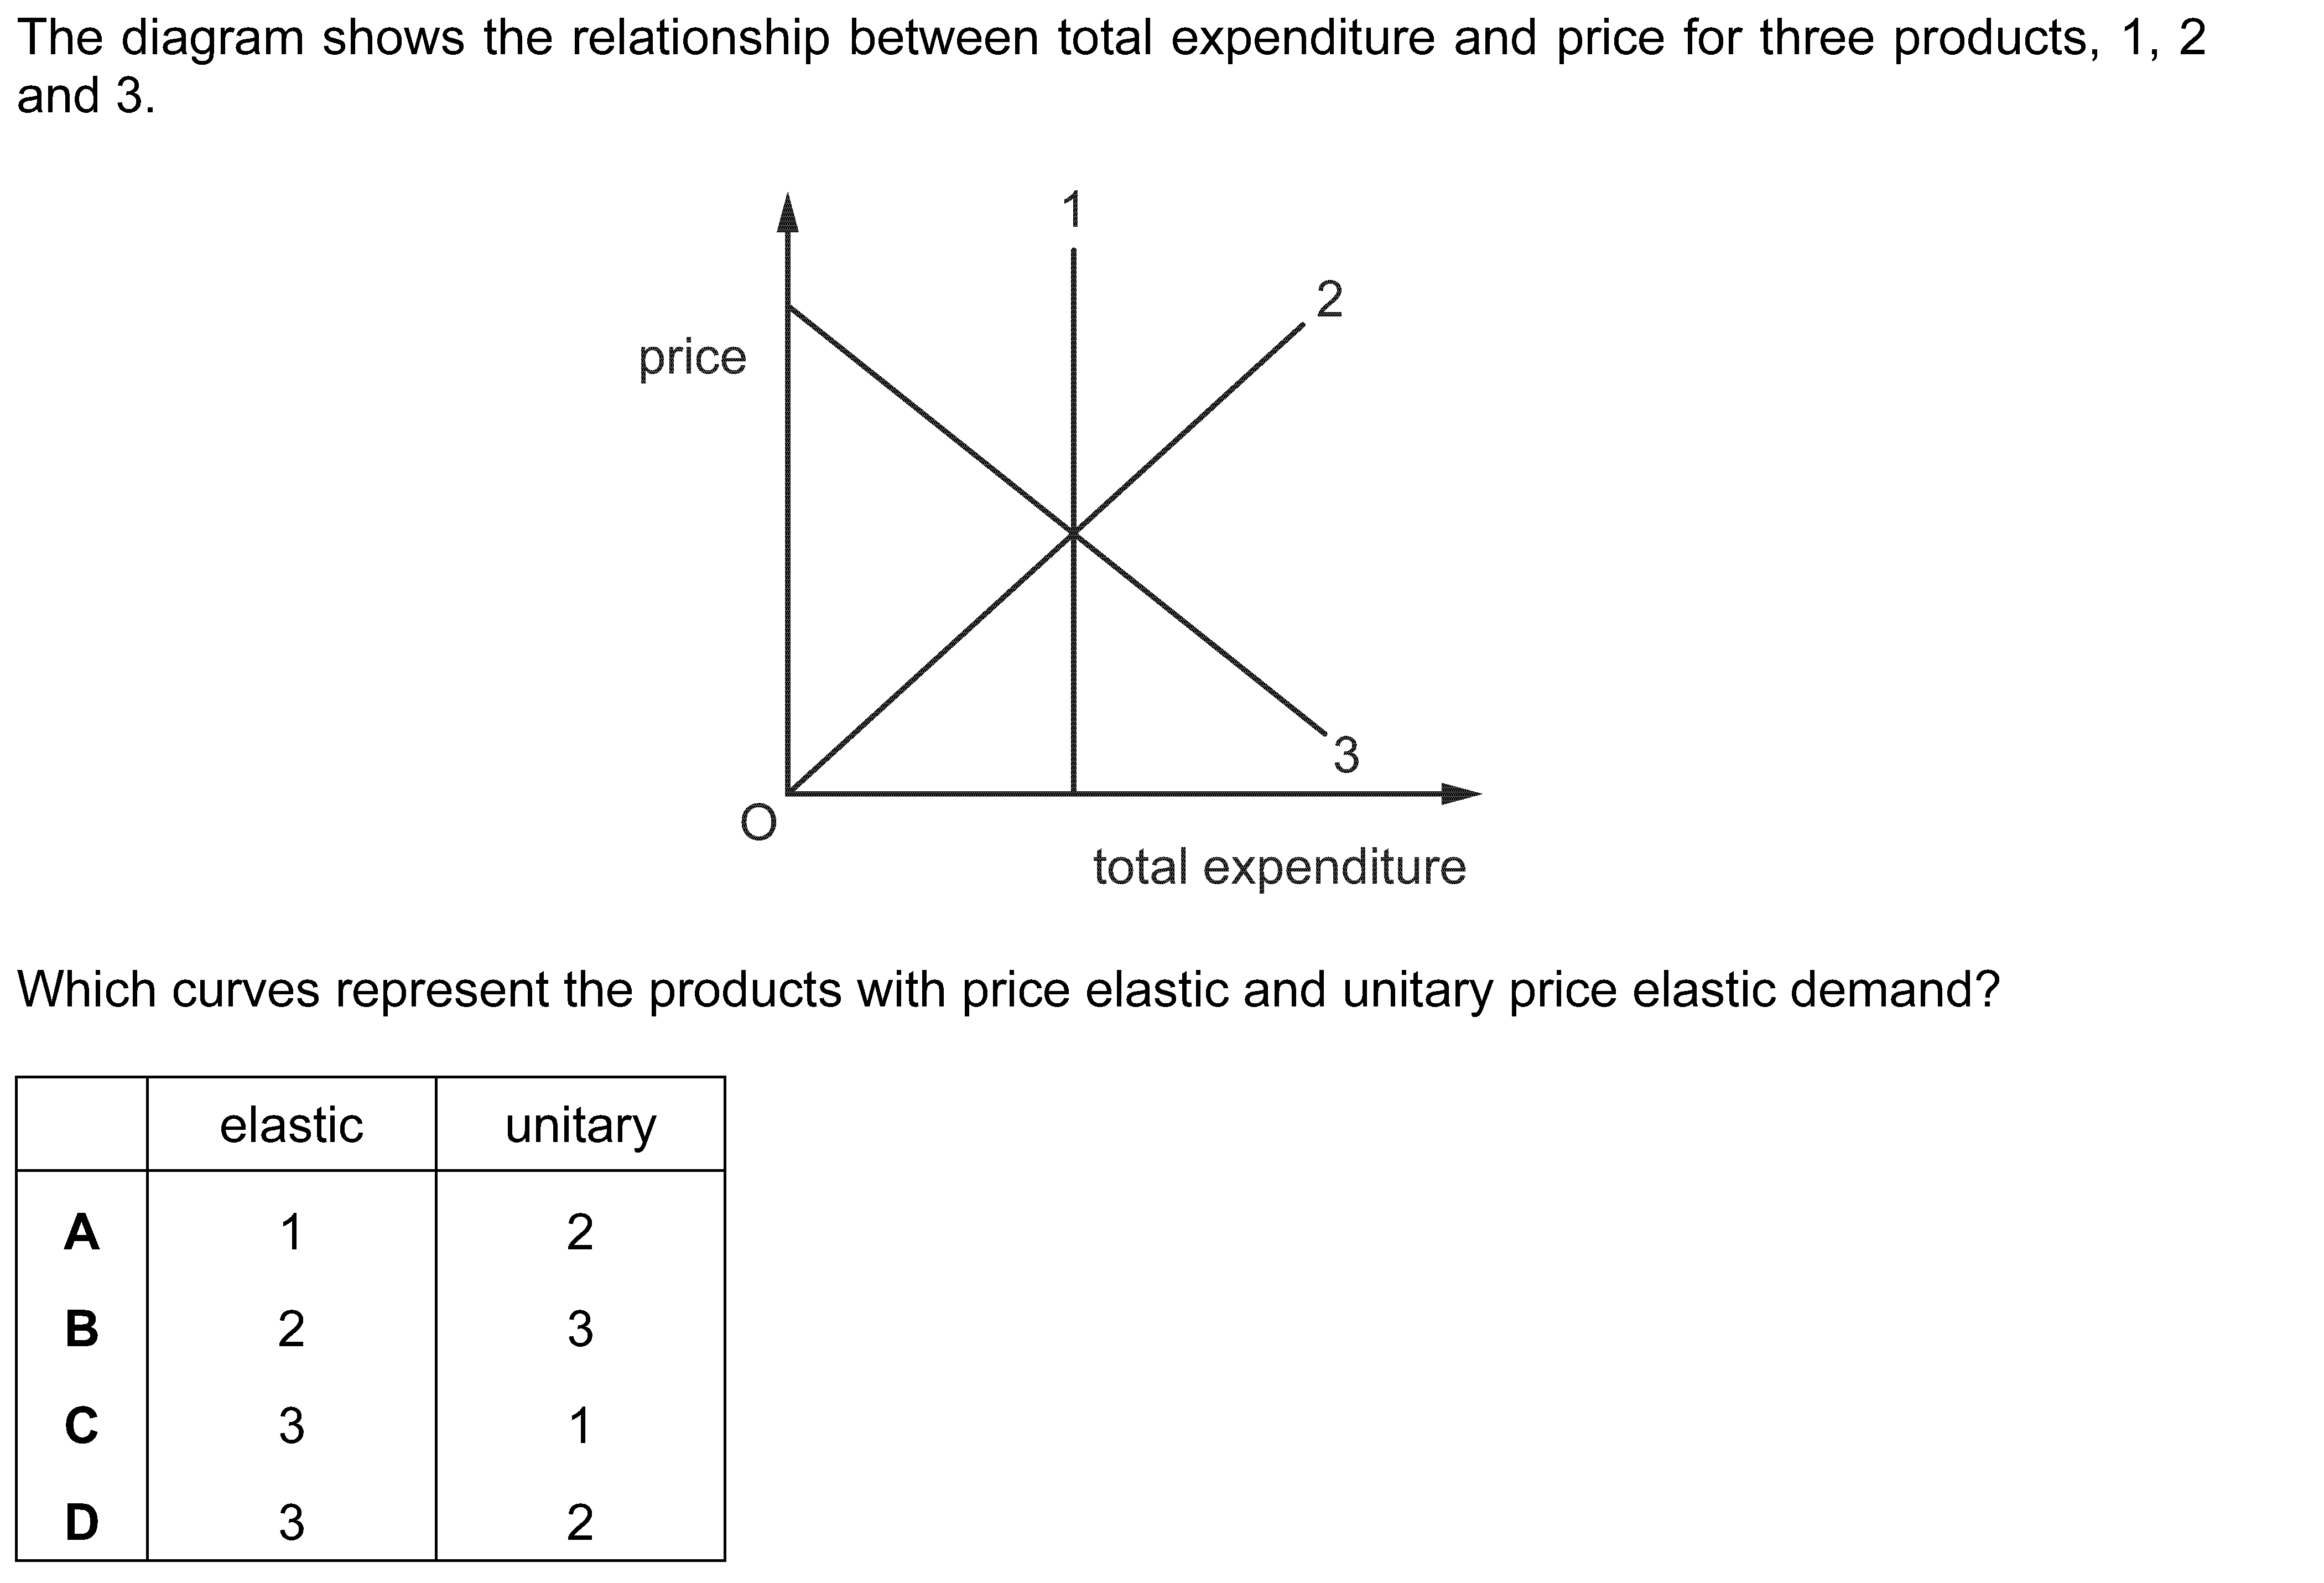 The diagram shows the relationship between total expenditure and price for three products, 1, 2
and 3.
1
2
price
3
O
total expenditure
Which curves represent the products with price elastic and unitary price elastic demand?
elastic unitary
A 1 2
B 2 3
C 3 1
D 3 2